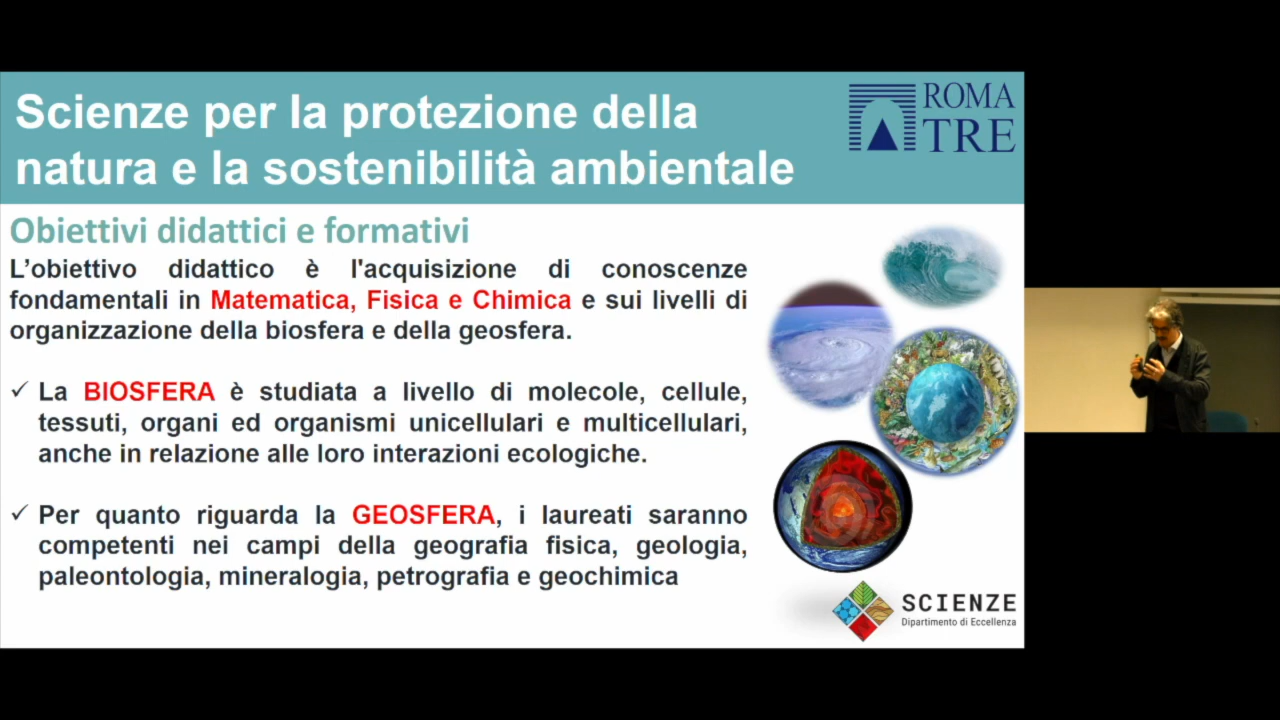 Scienze per la protezione della
natura e la sostenibilità ambientale
ROMA
TRE
Obiettivi didattici e formativi
L’obiettivo didattico è l'acquisizione di conoscenze
fondamentali in Matematica, Fisica e Chimica e sui livelli di
organizzazione della biosfera e della geosfera.
✓ La BIOSFERA è studiata a livello di molecole, cellule,
tessuti, organi ed organismi unicellulari e multicellulari,
anche in relazione alle loro interazioni ecologiche.
✓ Per quanto riguarda la GEOSFERA, i laureati saranno
competenti nei campi della geografia fisica, geologia,
paleontologia, mineralogia, petrografia e geochimica
SCIENZE
Dipartimento di Eccellenza